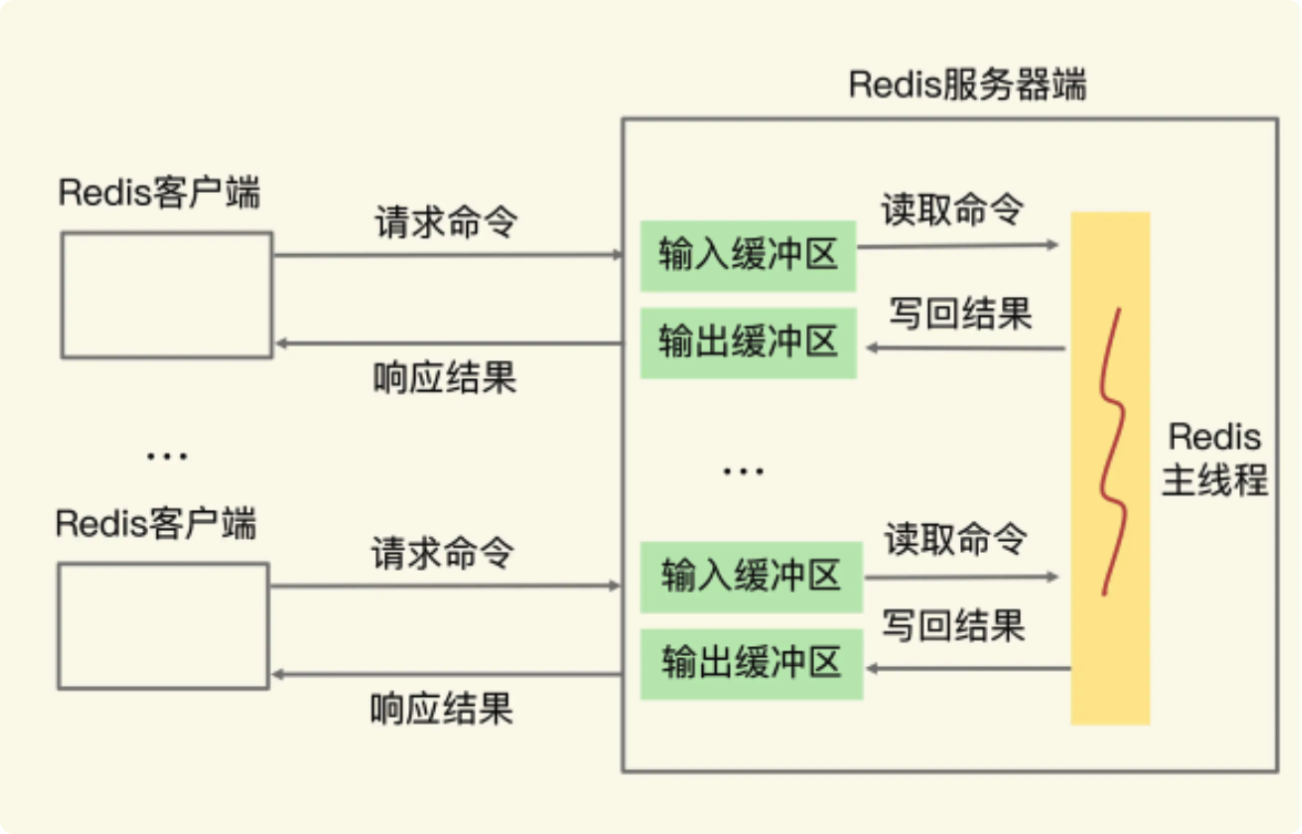 Redis服务器端
Redis客户端
请求命令
读取命令
输入缓冲区
写回结果
输出缓冲区
响应结果
...
...
Redis
主线程
Redis客户端
请求命令
读取命令
输入缓冲区
写回结果
输出缓冲区
响应结果